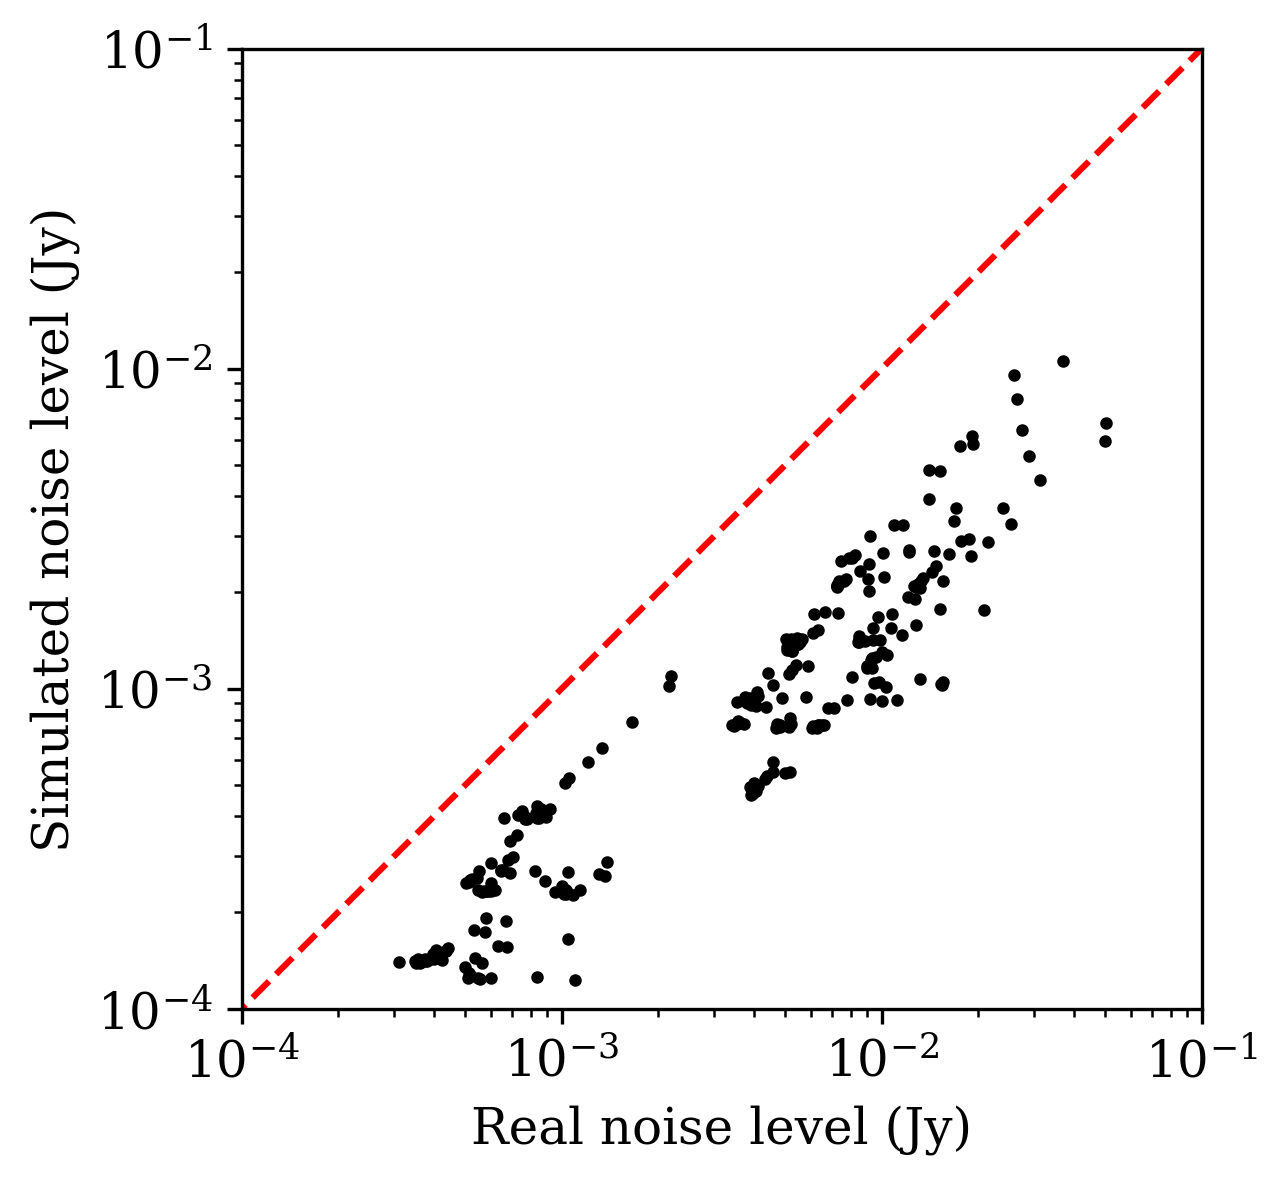 Simulated noise level (Jy)
10⁻¹
10⁻²
10⁻³
10⁻⁴
10⁻⁴ 10⁻³ 10⁻² 10⁻¹
Real noise level (Jy)